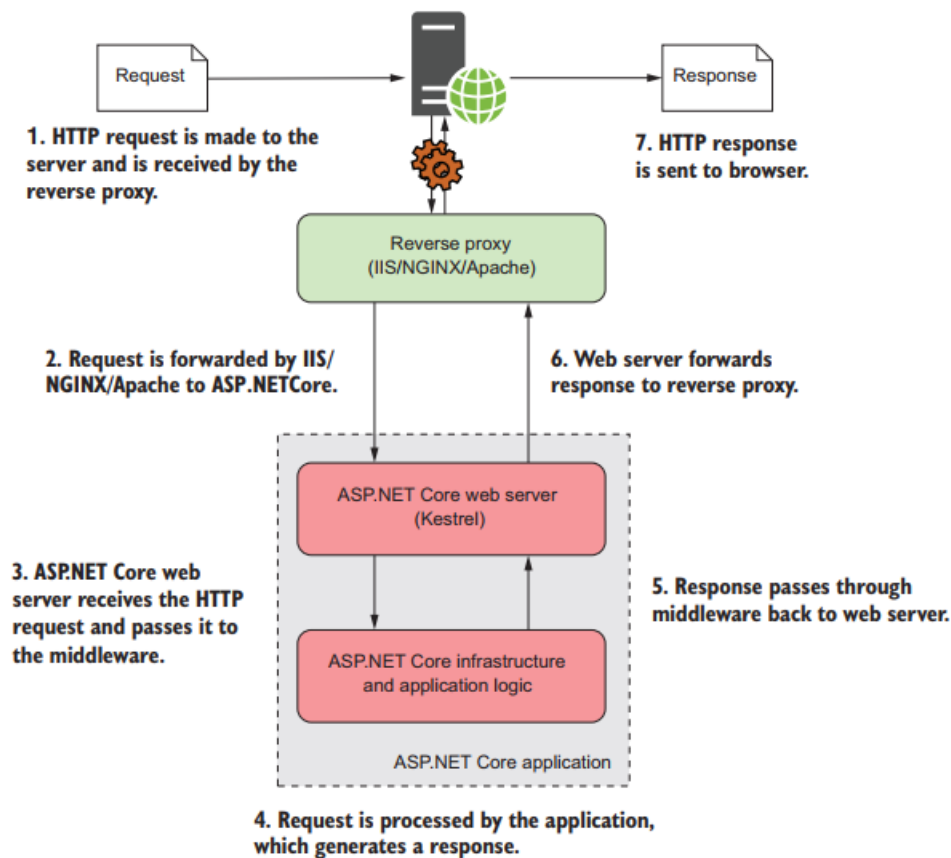 Request
Response
1. HTTP request is made to the
server and is received by the
reverse proxy.
7. HTTP response
is sent to browser.
Reverse proxy
(IIS/NGINX/Apache)
2. Request is forwarded by IIS/
NGINX/Apache to ASP.NETCore.
6. Web server forwards
response to reverse proxy.
ASP.NET Core web server
(Kestrel)
3. ASP.NET Core web
server receives the HTTP
request and passes it to
the middleware.
5. Response passes through
middleware back to web server.
ASP.NET Core infrastructure
and application logic
ASP.NET Core application
4. Request is processed by the application,
which generates a response.